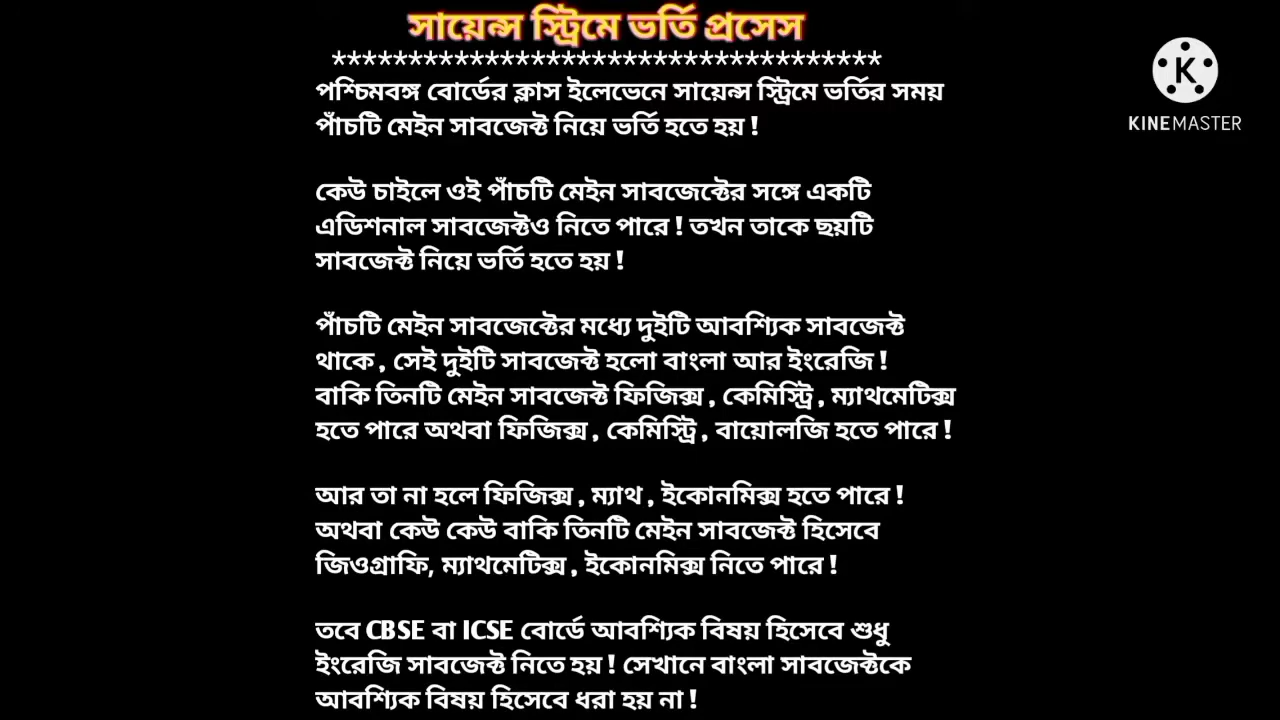 সায়েন্স স্ট্রিমে ভর্তি প্রসেস
************************************
পশ্চিমবঙ্গ বোর্ডের ক্লাস ইলেভেনে সায়েন্স স্ট্রিমে ভর্তির সময়
পাঁচটি মেইন সাবজেক্ট নিয়ে ভর্তি হতে হয় !
কেউ চাইলে ওই পাঁচটি মেইন সাবজেক্টের সঙ্গে একটি
এডিশনাল সাবজেক্টও নিতে পারে ! তখন তাকে ছয়টি
সাবজেক্ট নিয়ে ভর্তি হতে হয় !
পাঁচটি মেইন সাবজেক্টের মধ্যে দুইটি আবশ্যিক সাবজেক্ট
থাকে , সেই দুইটি সাবজেক্ট হলো বাংলা আর ইংরেজি !
বাকি তিনটি মেইন সাবজেক্ট ফিজিক্স , কেমিস্ট্রি , ম্যাথমেটিক্স
হতে পারে অথবা ফিজিক্স , কেমিস্ট্রি , বায়োলজি হতে পারে !
আর তা না হলে ফিজিক্স , ম্যাথ , ইকোনমিক্স হতে পারে !
অথবা কেউ কেউ বাকি তিনটি মেইন সাবজেক্ট হিসেবে
জিওগ্রাফি, ম্যাথমেটিক্স , ইকোনমিক্স নিতে পারে !
তবে CBSE বা ICSE বোর্ডে আবশ্যিক বিষয় হিসেবে শুধু
ইংরেজি সাবজেক্ট নিতে হয় ! সেখানে বাংলা সাবজেক্টকে
আবশ্যিক বিষয় হিসেবে ধরা হয় না !
K
KINEMASTER